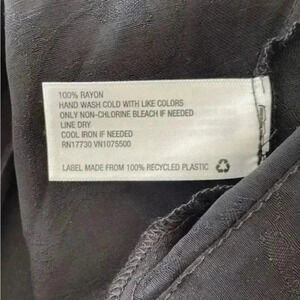 100% RAYON
HAND WASH COLD WITH LIKE COLORS
ONLY NON-CHLORINE BLEACH IF NEEDED
LINE DRY
COOL IRON IF NEEDED
RN17730 VN1075500
LABEL MADE FROM 100% RECYCLED PLASTIC